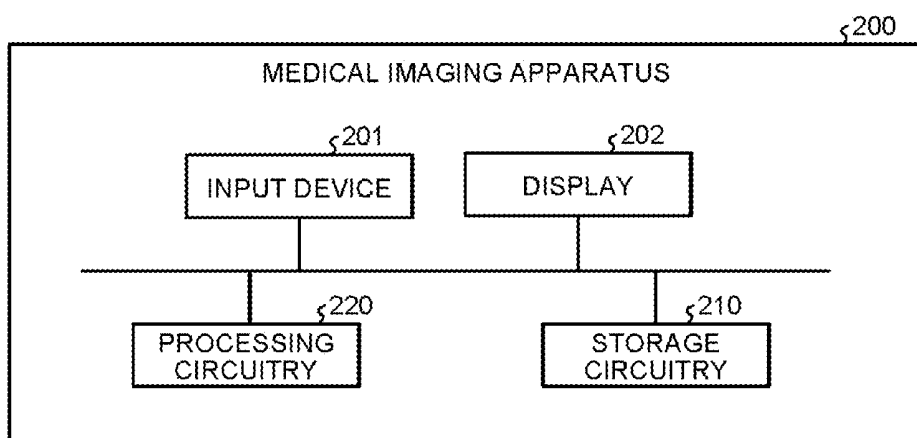 200
MEDICAL IMAGING APPARATUS
201
INPUT DEVICE
202
DISPLAY
220
PROCESSING
CIRCUITRY
210
STORAGE
CIRCUITRY